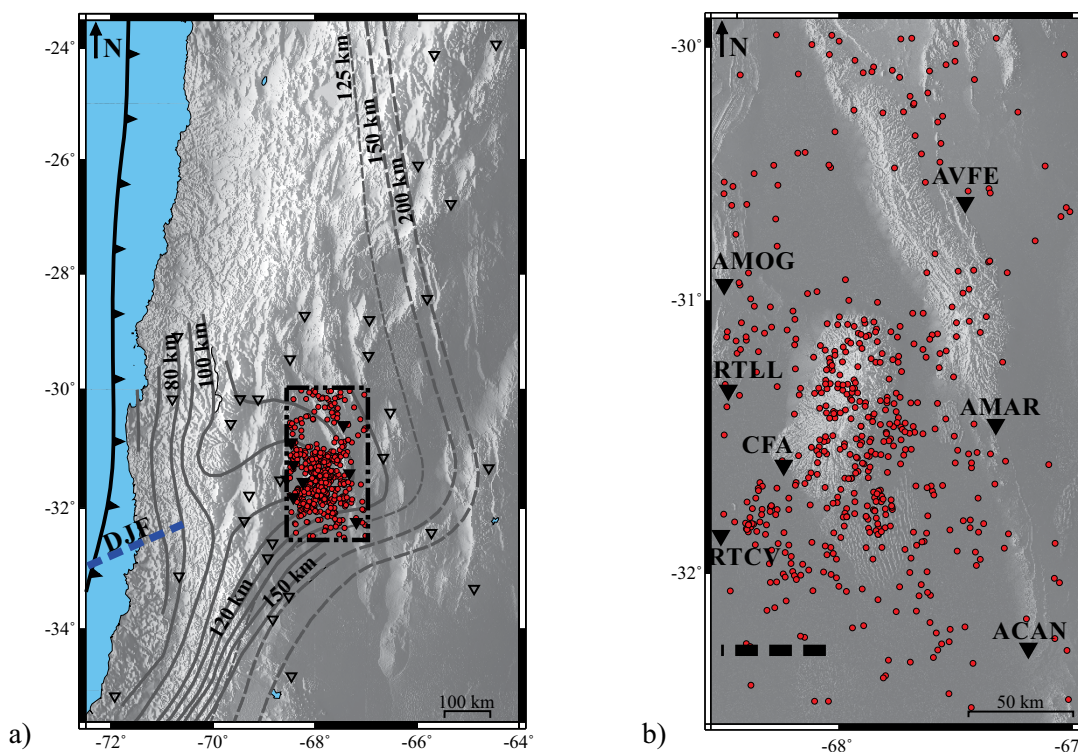 -24°
-26°
-28°
-30°
-32°
-34°
-72°
-70°
-68°
-66°
-64°
N
125 km
150 km
200 km
80 km
100 km
DJF
120 km
150 km
100 km
a)
-30°
-31°
-32°
-68°
-67°
N
AVFE
AMOG
RTLL
AMAR
CFA
RTCV
ACAN
50 km
b)